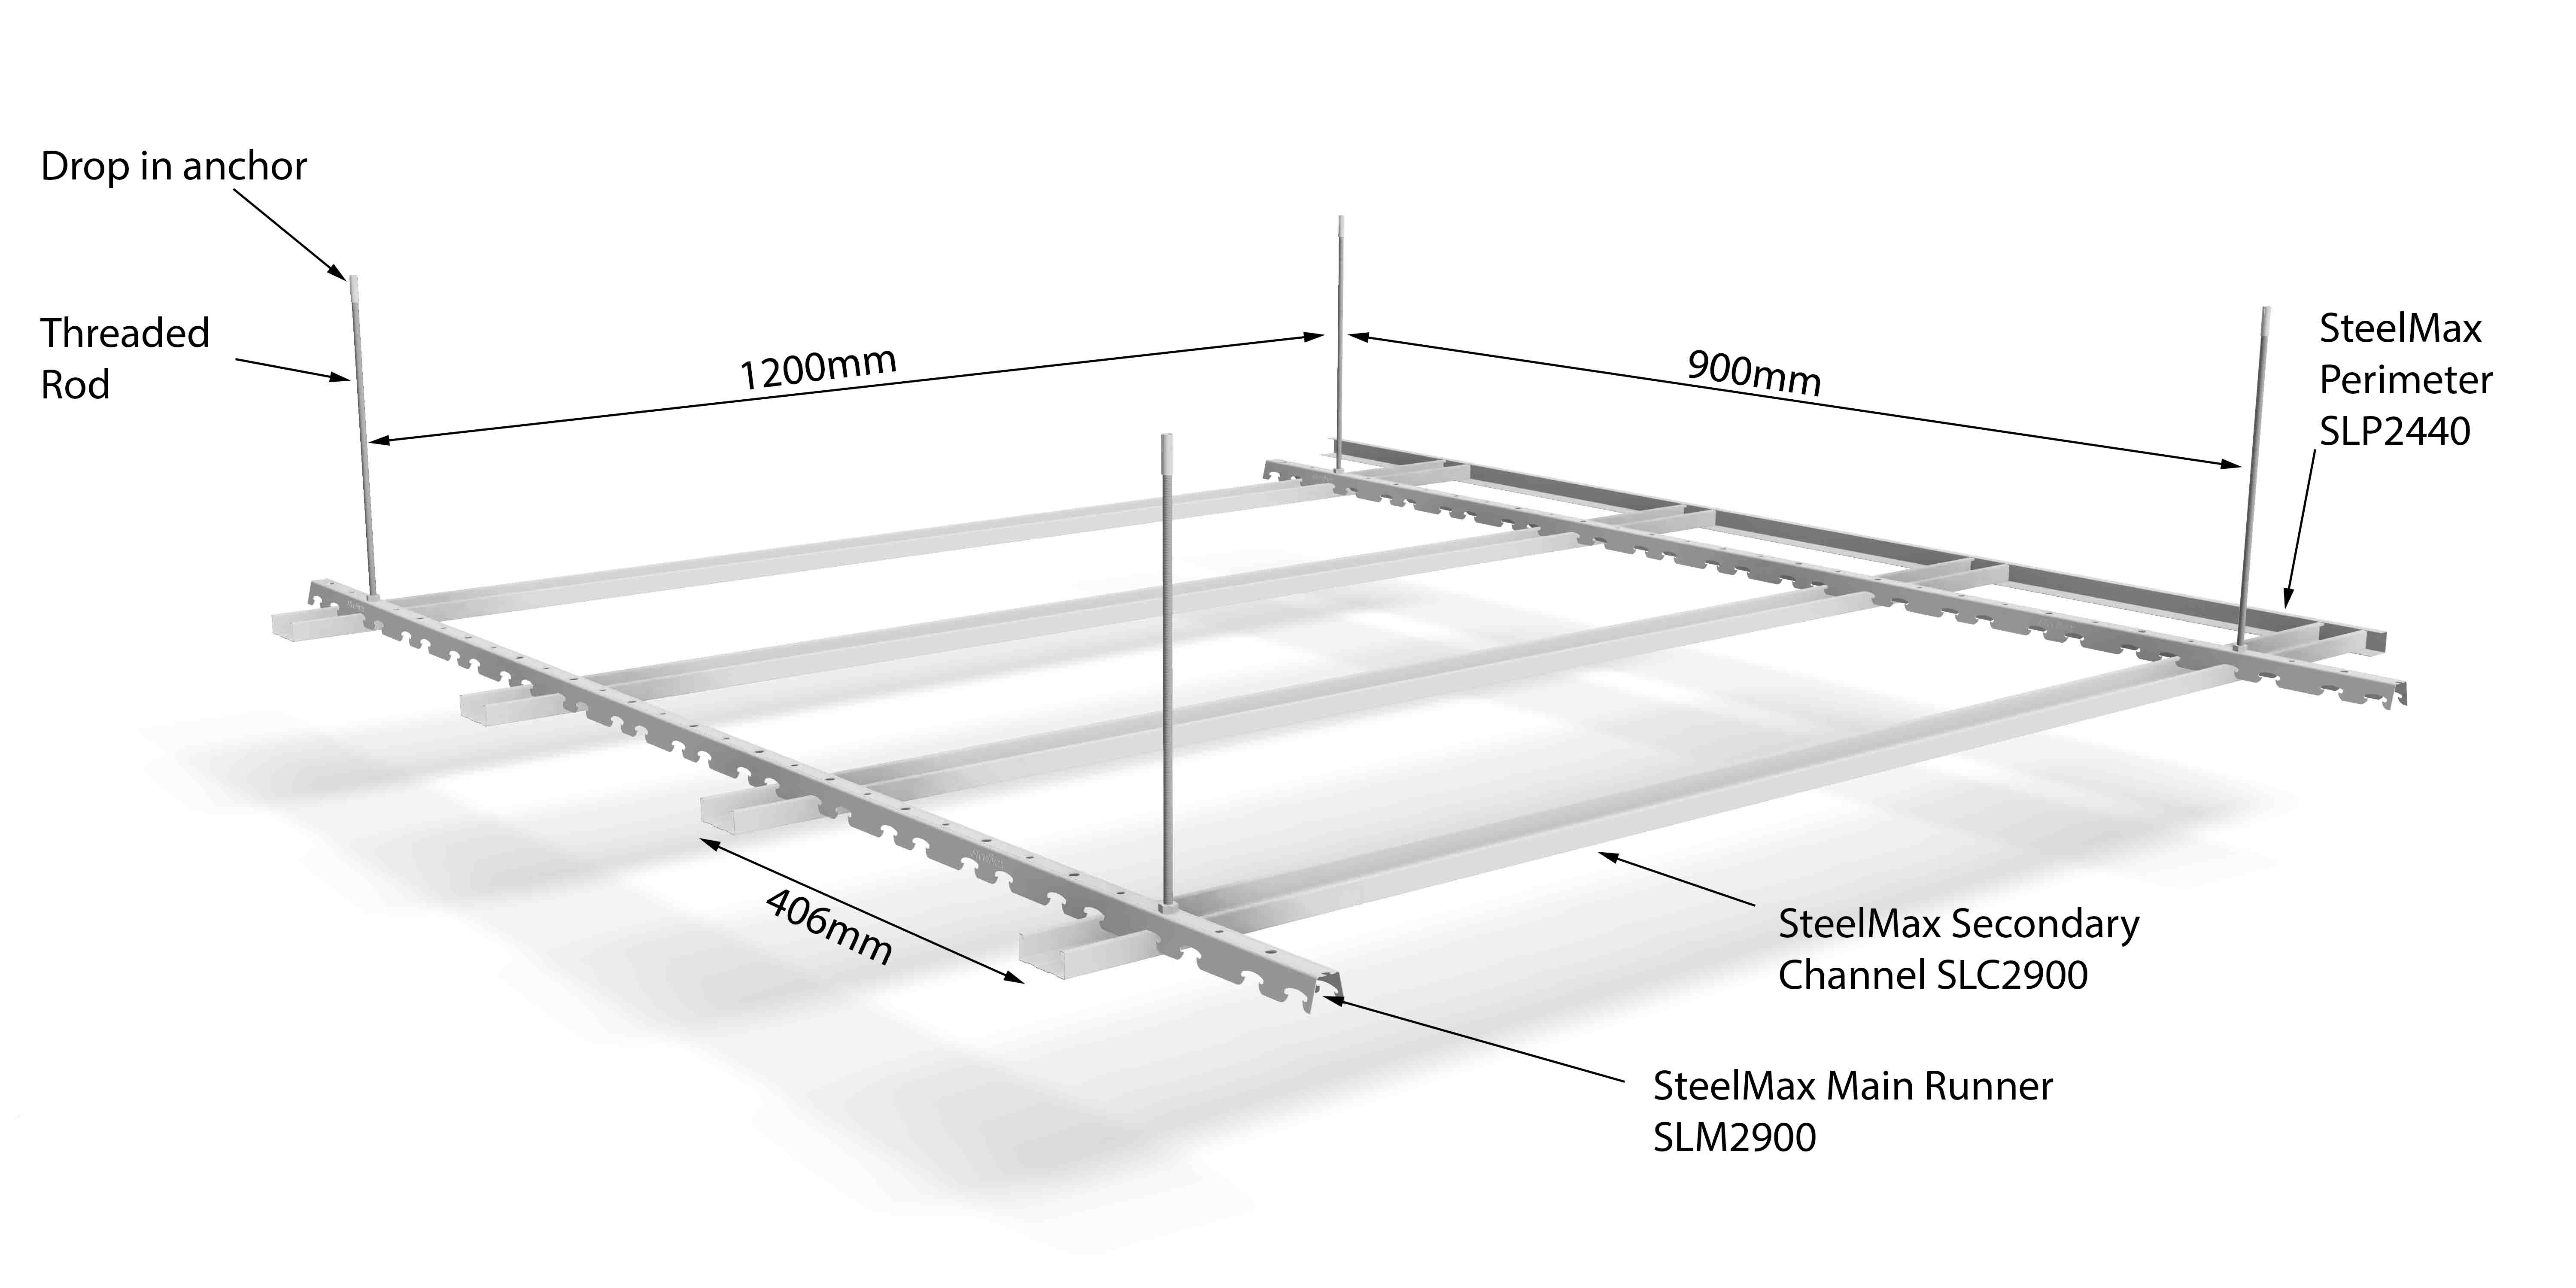 Drop in anchor
Threaded
Rod
1200mm
900mm
SteelMax
Perimeter
SLP2440
406mm
SteelMax Secondary
Channel SLC2900
SteelMax Main Runner
SLM2900